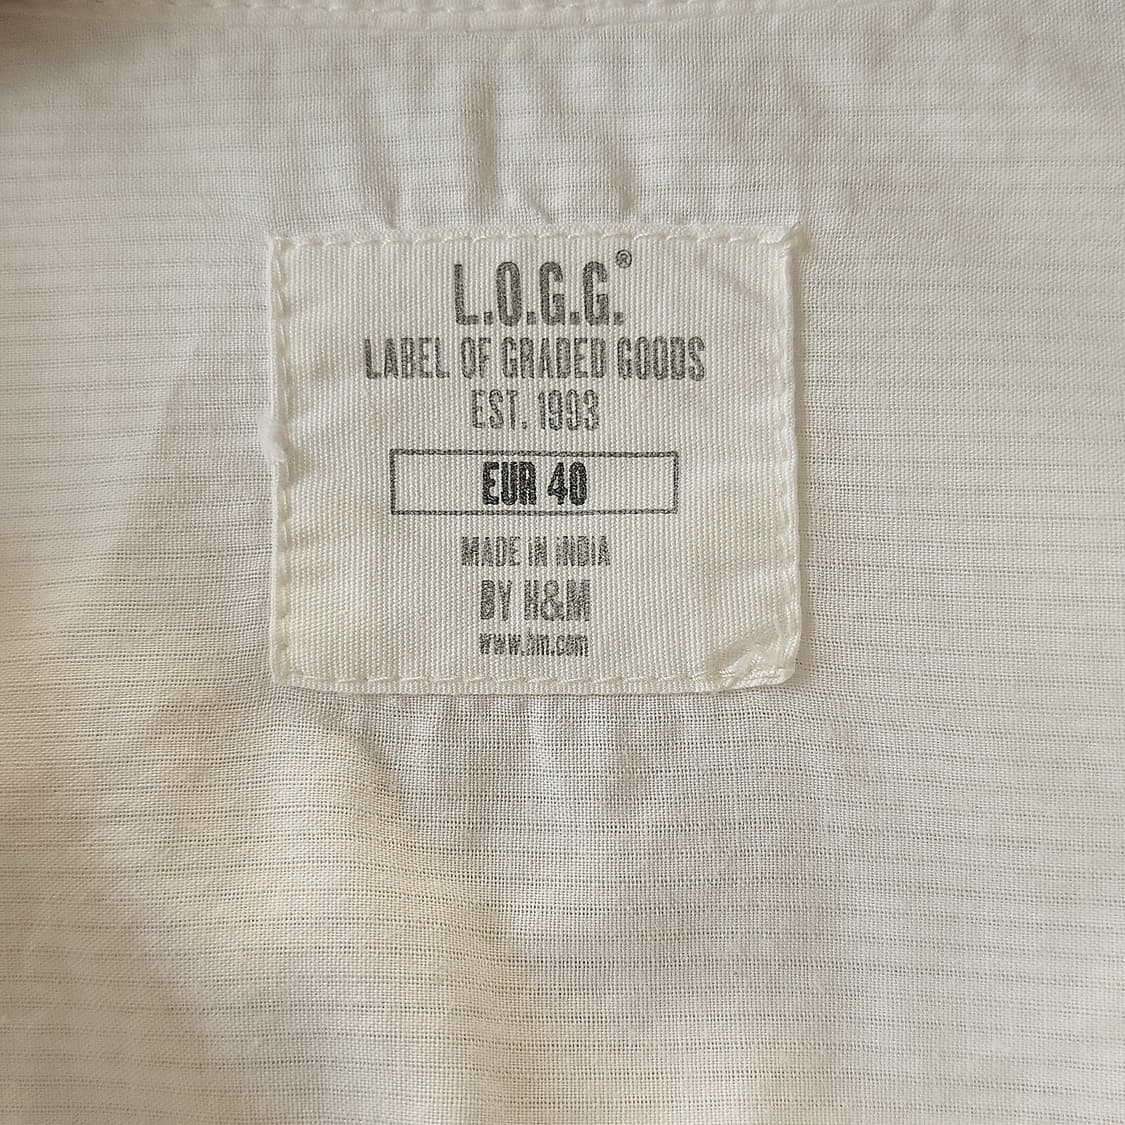 L.O.G.G.®
LABEL OF GRADED GOODS
EST. 1993
EUR 40
MADE IN INDIA
BY H&M
www.hm.com